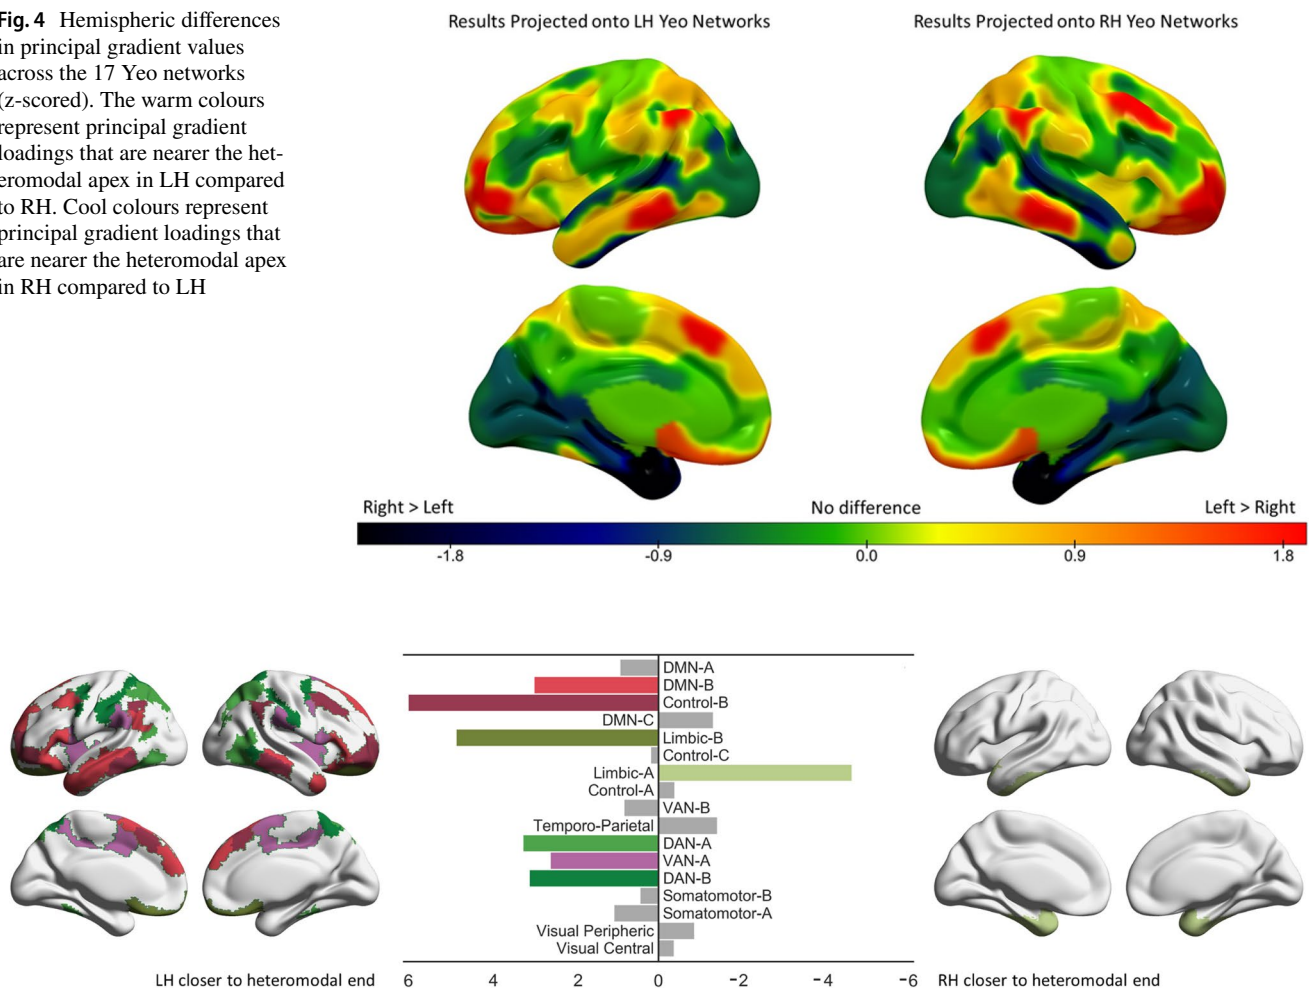 Fig. 4 Hemispheric differences
in principal gradient values
across the 17 Yeo networks
(z-scored). The warm colours
represent principal gradient
loadings that are nearer the het-
eromodal apex in LH compared
to RH. Cool colours represent
principal gradient loadings that
are nearer the heteromodal apex
in RH compared to LH
Results Projected onto LH Yeo Networks
Results Projected onto RH Yeo Networks
Right > Left
No difference
Left > Right
-1.8
-0.9
0.0
0.9
1.8
DMN-A
DMN-B
Control-B
DMN-C
Limbic-B
Control-C
Limbic-A
Control-A
VAN-B
Temporo-Parietal
DAN-A
VAN-A
DAN-B
Somatomotor-B
Somatomotor-A
Visual Peripheric
Visual Central
LH closer to heteromodal end
6 4 2 0 -2 -4 -6
RH closer to heteromodal end